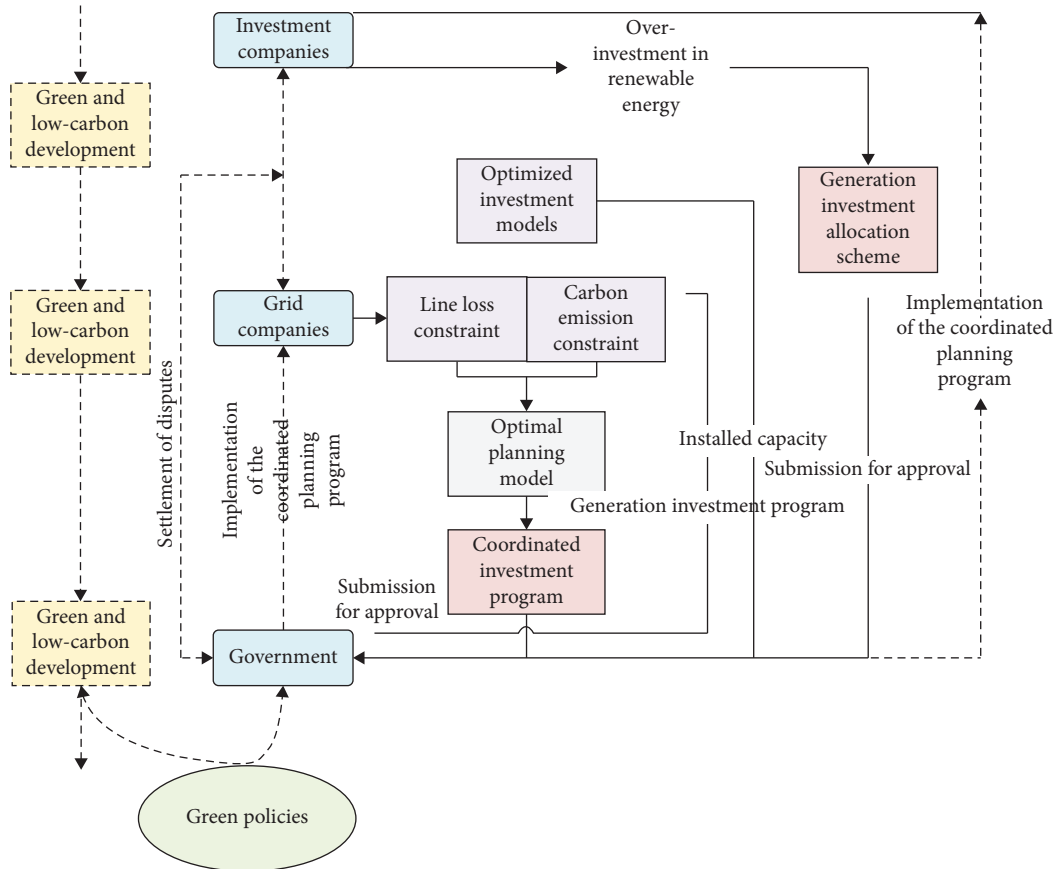 Investment
companies
Over-
investment in
renewable
energy
Green and
low-carbon
development
Optimized
investment
models
Generation
investment
allocation
scheme
Green and
low-carbon
development
Grid
companies
Line loss
constraint
Carbon
emission
constraint
Implementation
of the coordinated
planning
program
Settlement of disputes
Implementation
of the
coordinated
planning
program
Optimal
planning
model
Installed capacity
Submission for approval
Generation investment program
Coordinated
investment
program
Submission
for approval
Green and
low-carbon
development
Government
Green policies